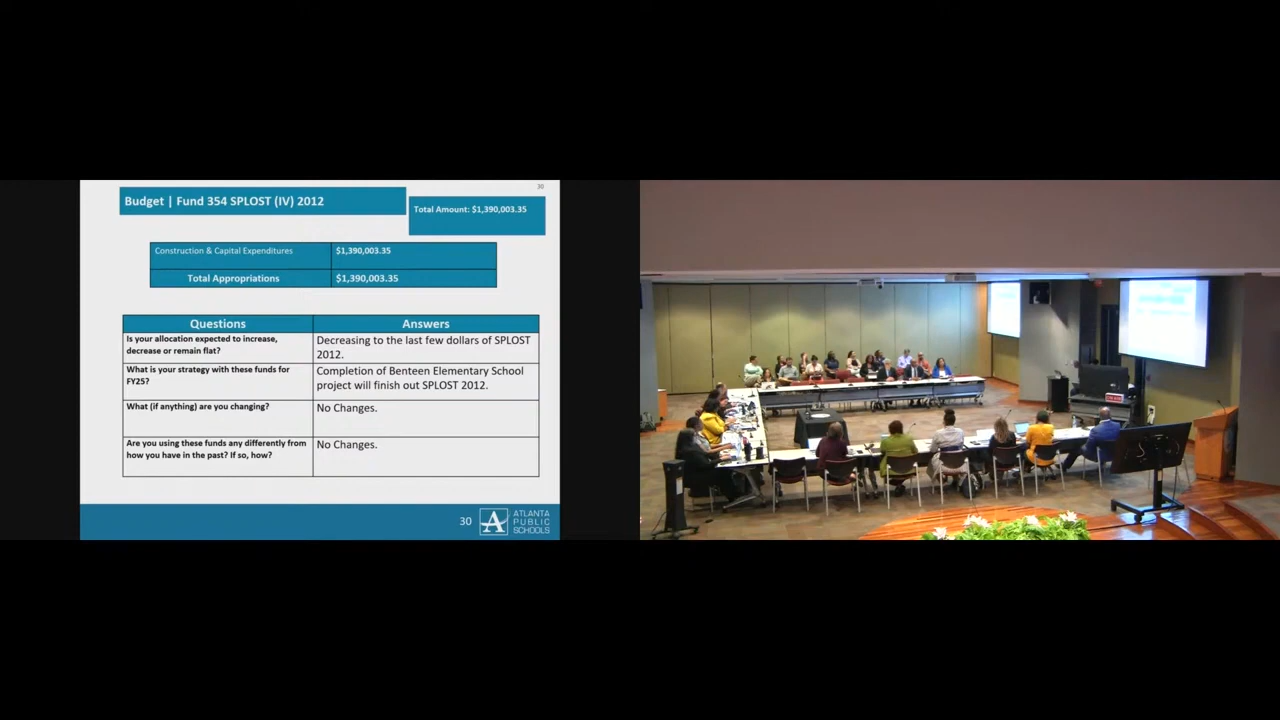 30
Budget | Fund 354 SPLOST (IV) 2012
Total Amount: $1,390,003.35
Construction & Capital Expenditures $1,390,003.35
Total Appropriations $1,390,003.35
Questions Answers
Is your allocation expected to increase,
decrease or remain flat?
Decreasing to the last few dollars of SPLOST
2012.
What is your strategy with these funds for
FY25?
Completion of Benteen Elementary School
project will finish out SPLOST 2012.
What (if anything) are you changing?
No Changes.
Are you using these funds any differently from
how you have in the past? If so, how?
No Changes.
30
ATLANTA
PUBLIC
SCHOOLS